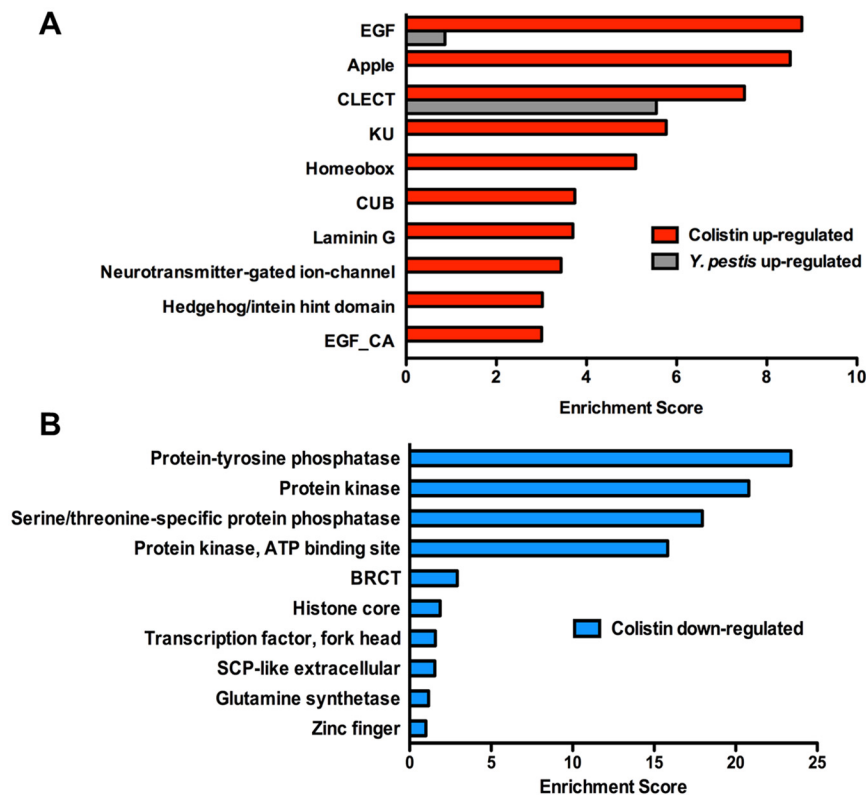 A
EGF
Apple
CLECT
KU
Homeobox
CUB
Laminin G
Neurotransmitter-gated ion-channel
Hedgehog/intein hint domain
EGF_CA
Colistin up-regulated
Y. pestis up-regulated
0 2 4 6 8 10
Enrichment Score
B
Protein-tyrosine phosphatase
Protein kinase
Serine/threonine-specific protein phosphatase
Protein kinase, ATP binding site
BRCT
Histone core
Transcription factor, fork head
SCP-like extracellular
Glutamine synthetase
Zinc finger
Colistin down-regulated
0 5 10 15 20 25
Enrichment Score